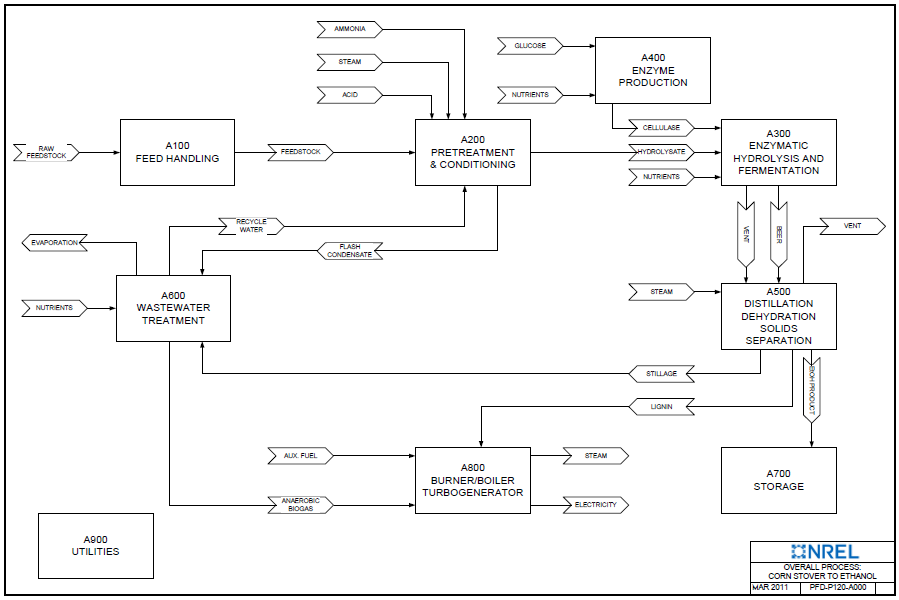 AMMONIA
STEAM
ACID
GLUCOSE
NUTRIENTS
A400
ENZYME
PRODUCTION
RAW
FEEDSTOCK
A100
FEED HANDLING
FEEDSTOCK
A200
PRETREATMENT
& CONDITIONING
CELLULASE
HYDROLYSATE
NUTRIENTS
A300
ENZYMATIC
HYDROLYSIS AND
FERMENTATION
RECYCLE
WATER
FLASH
CONDENSATE
VENT
BEER
VENT
EVAPORATION
NUTRIENTS
A600
WASTEWATER
TREATMENT
STEAM
A500
DISTILLATION
DEHYDRATION
SOLIDS
SEPARATION
STILLAGE
LIGNIN
EtOH PRODUCT
AUX. FUEL
ANAEROBIC
BIOGAS
A800
BURNER/BOILER
TURBOGENERATOR
STEAM
ELECTRICITY
A700
STORAGE
A900
UTILITIES
NREL
OVERALL PROCESS:
CORN STOVER TO ETHANOL
MAR 2011 PFD-P120-A000